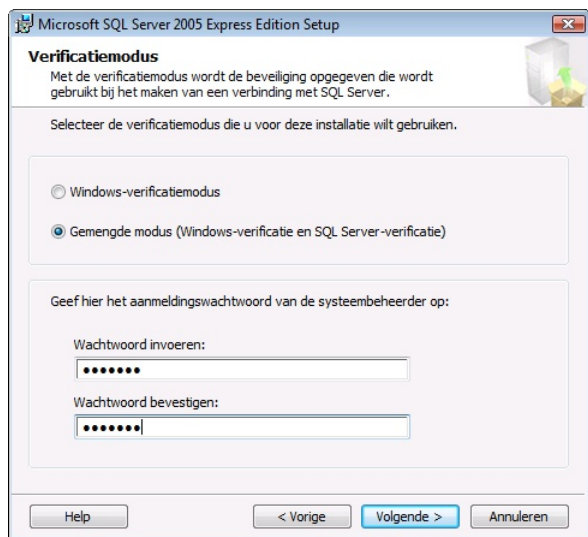 Microsoft SQL Server 2005 Express Edition Setup
Verificatiemodus
Met de verificatiemodus wordt de beveiliging opgegeven die wordt
gebruikt bij het maken van een verbinding met SQL Server.
Selecteer de verificatiemodus die u voor deze installatie wilt gebruiken.
Windows-verificatiemodus
Gemengde modus (Windows-verificatie en SQL Server-verificatie)
Geef hier het aanmeldingswachtwoord van de systeembeheerder op:
Wachtwoord invoeren:
•••••••
Wachtwoord bevestigen:
•••••••
Help
< Vorige
Volgende >
Annuleren